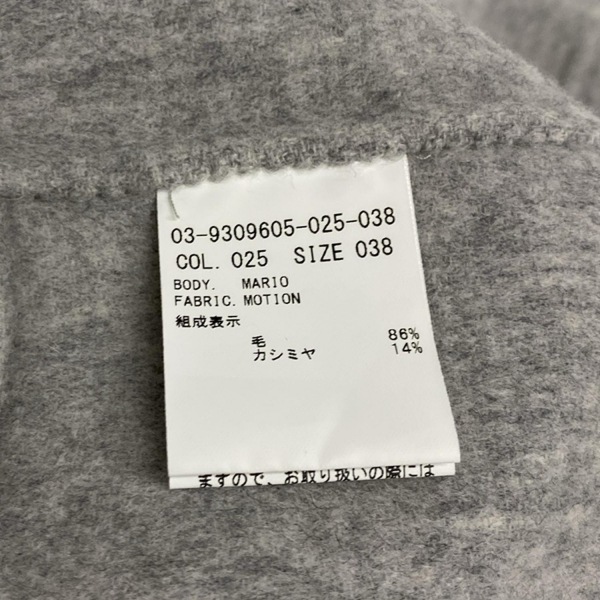 03-9309605-025-038
COL. 025 SIZE 038
BODY. MARIO
FABRIC. MOTION
組成表示
毛 86%
カシミヤ 14%
ますので、お取り扱いの際には